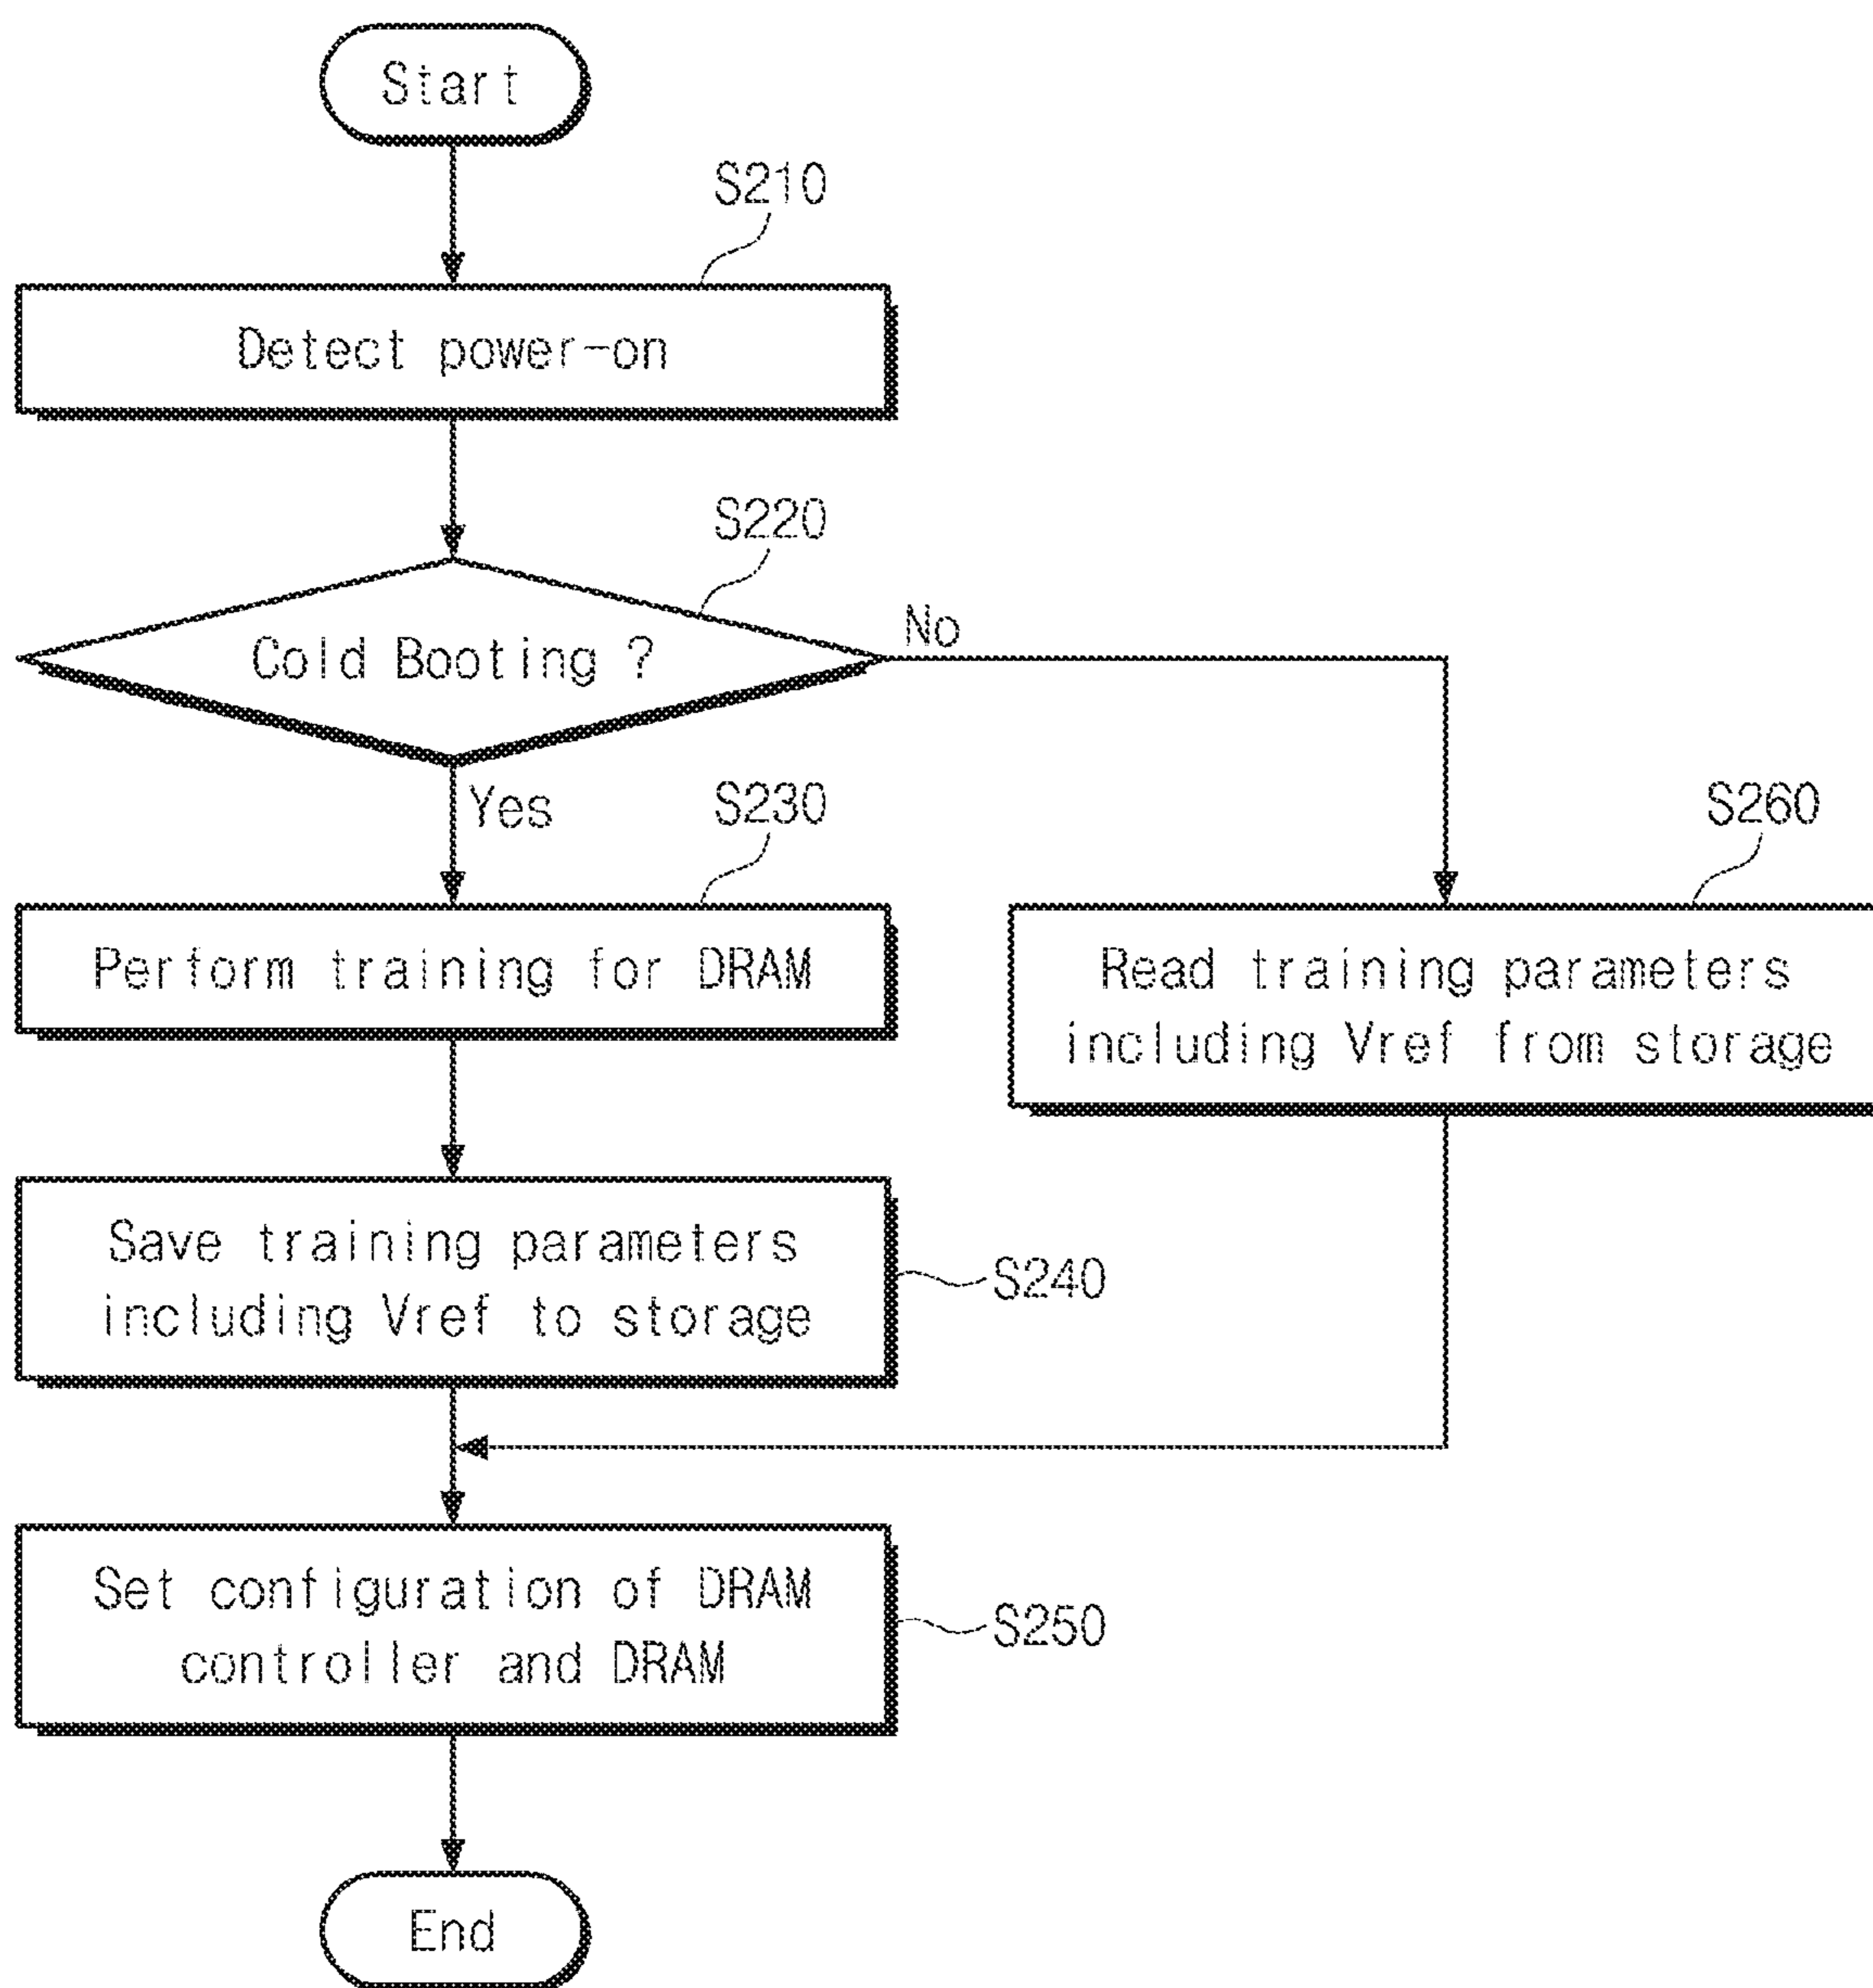 Start
S210
Detect power-on
S220
Cold Booting ?
No
Yes
S230
S260
Perform training for DRAM
Read training parameters
including Vref from storage
Save training parameters
including Vref to storage
S240
Set configuration of DRAM
controller and DRAM
S250
End